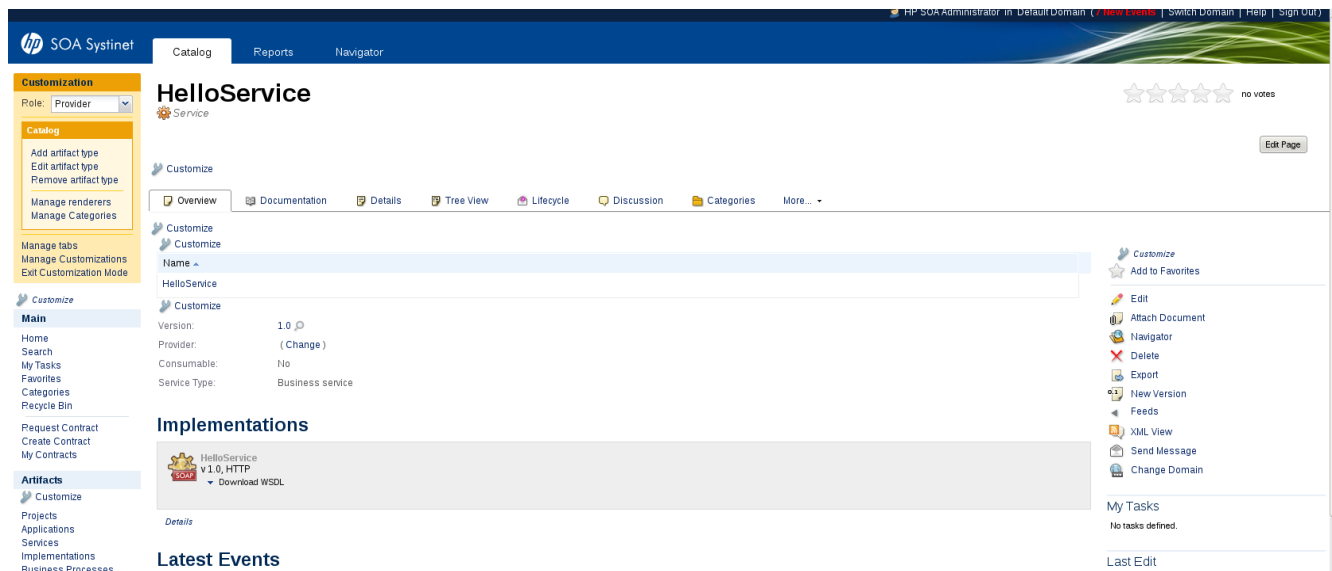 HP SOA Administrator in Default Domain ( 7 New Events | Switch Domain | Help | Sign Out )
hp SOA Systinet
Catalog Reports Navigator
Customization
Role: Provider
Catalog
Add artifact type
Edit artifact type
Remove artifact type
Manage renderers
Manage Categories
Manage tabs
Manage Customizations
Exit Customization Mode
Customize
Main
Home
Search
My Tasks
Favorites
Categories
Recycle Bin
Request Contract
Create Contract
My Contracts
Artifacts
Customize
Projects
Applications
Services
Implementations
Business Processes
HelloService
Service
no votes
Edit Page
Customize
Overview Documentation Details Tree View Lifecycle Discussion Categories More...
Customize
Customize
Name
HelloService
Customize
Version: 1.0
Provider: ( Change )
Consumable: No
Service Type: Business service
Implementations
SOAP
HelloService
v 1.0, HTTP
Download WSDL
Details
Latest Events
Customize
Add to Favorites
Edit
Attach Document
Navigator
Delete
Export
New Version
Feeds
XML View
Send Message
Change Domain
My Tasks
No tasks defined.
Last Edit